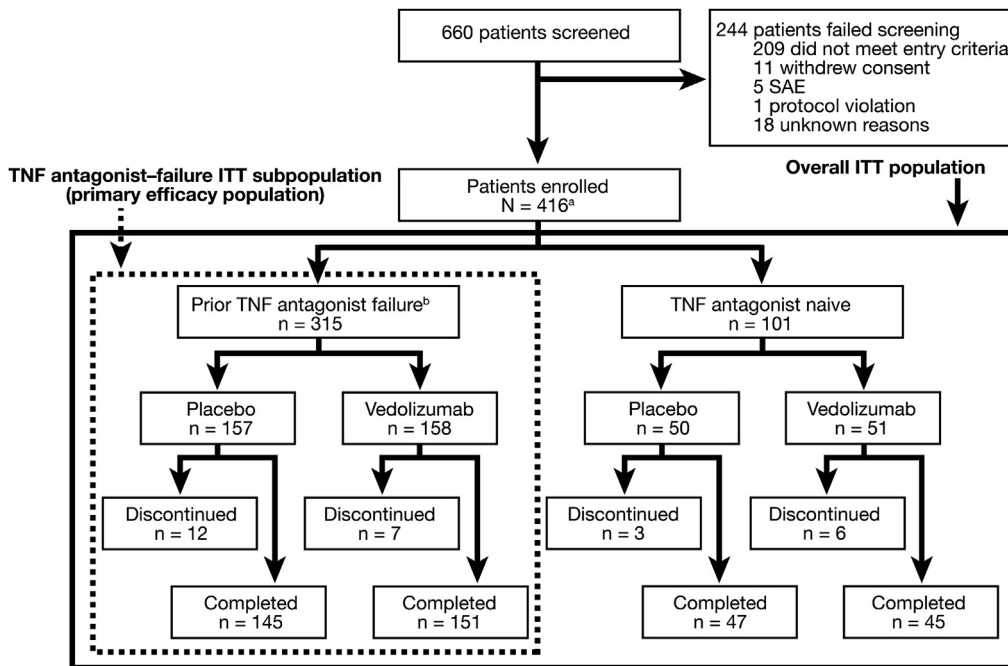 660 patients screened
244 patients failed screening
209 did not meet entry criteria
11 withdrew consent
5 SAE
1 protocol violation
18 unknown reasons
TNF antagonist–failure ITT subpopulation
(primary efficacy population)
Overall ITT population
Patients enrolled
N = 416ᵃ
Prior TNF antagonist failureᵇ
n = 315
TNF antagonist naive
n = 101
Placebo
n = 157
Vedolizumab
n = 158
Placebo
n = 50
Vedolizumab
n = 51
Discontinued
n = 12
Discontinued
n = 7
Discontinued
n = 3
Discontinued
n = 6
Completed
n = 145
Completed
n = 151
Completed
n = 47
Completed
n = 45